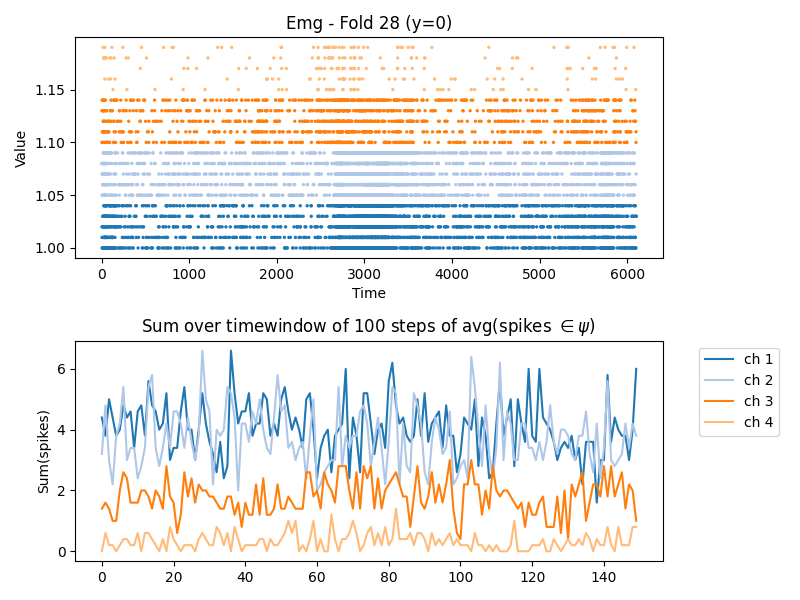 Emg - Fold 28 (y=0)
Value
1.15
1.10
1.05
1.00
0 1000 2000 3000 4000 5000 6000
Time
Sum over timewindow of 100 steps of avg(spikes ∈ ψ)
Sum(spikes)
6
4
2
0
0 20 40 60 80 100 120 140
ch 1
ch 2
ch 3
ch 4